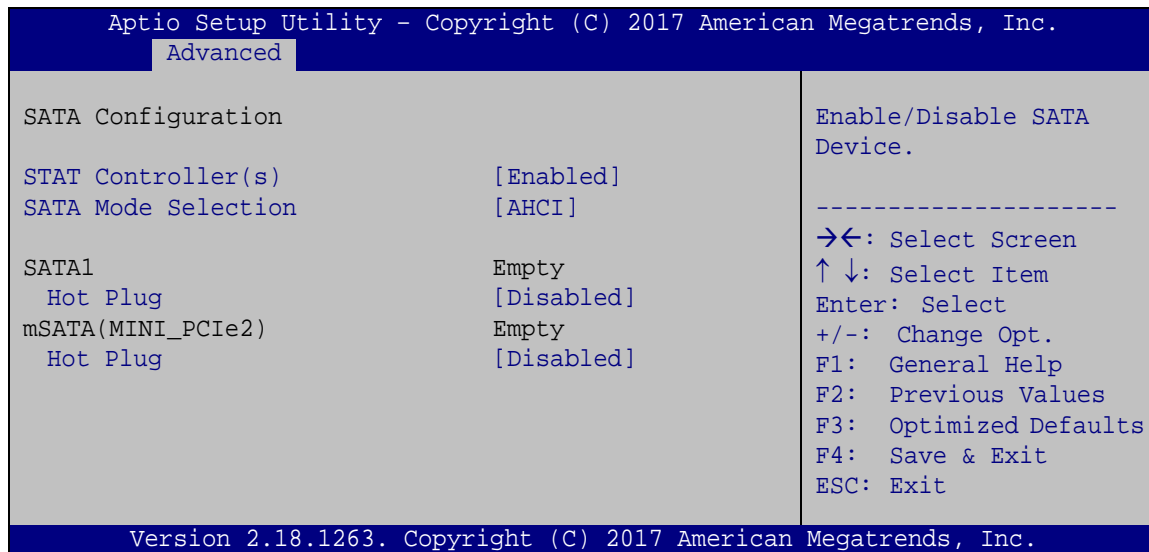 Aptio Setup Utility – Copyright (C) 2017 American Megatrends, Inc.
Advanced
SATA Configuration
STAT Controller(s) [Enabled]
SATA Mode Selection [AHCI]
SATA1 Empty
Hot Plug [Disabled]
mSATA(MINI_PCIe2) Empty
Hot Plug [Disabled]
Enable/Disable SATA
Device.
---------------------
→←: Select Screen
↑ ↓: Select Item
Enter: Select
+/-: Change Opt.
F1: General Help
F2: Previous Values
F3: Optimized Defaults
F4: Save & Exit
ESC: Exit
Version 2.18.1263. Copyright (C) 2017 American Megatrends, Inc.